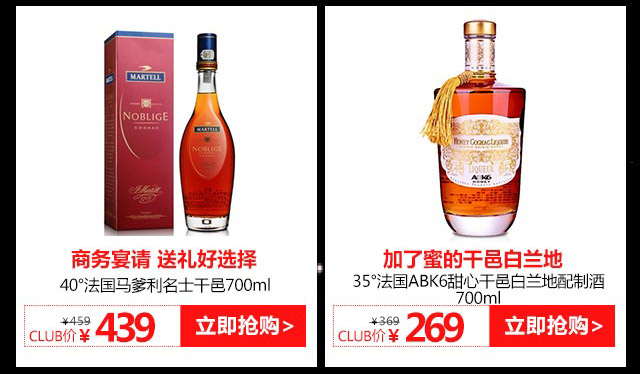 MARTELL
NOBLIGE
COGNAC
MARTELL
NOBLIGE
商务宴请 送礼好选择
40°法国马爹利名士干邑700ml
¥459
CLUB价¥439
立即抢购>
HONEY COGNAC LIQUEUR
LIQUEUR
ABK6
HONEY
加了蜜的干邑白兰地
35°法国ABK6甜心干邑白兰地配制酒
700ml
¥369
CLUB价¥269
立即抢购>